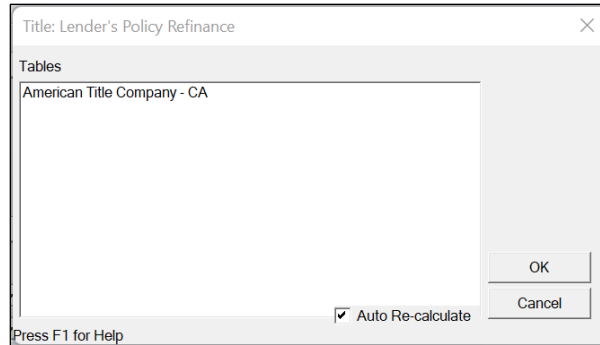 Title: Lender's Policy Refinance
Tables
American Title Company - CA
OK
Cancel
Auto Re-calculate
Press F1 for Help